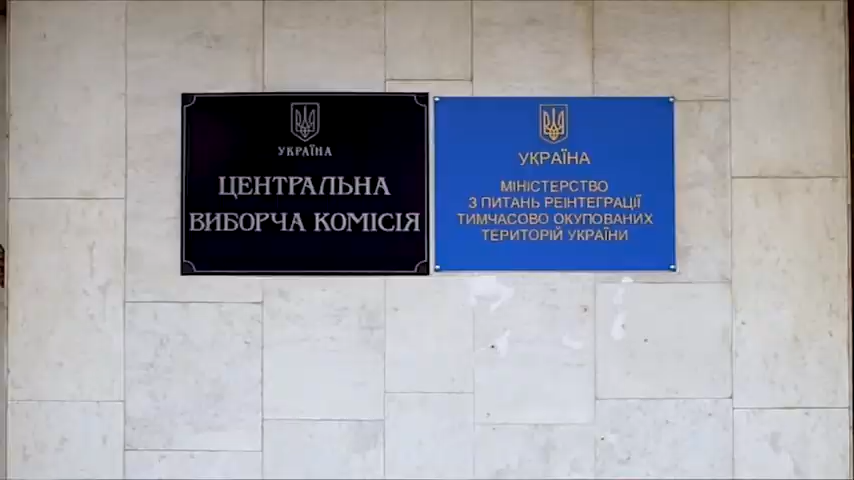 УКРАЇНА
ЦЕНТРАЛЬНА
ВИБОРЧА КОМІСІЯ
УКРАЇНА
МІНІСТЕРСТВО
З ПИТАНЬ РЕІНТЕГРАЦІЇ
ТИМЧАСОВО ОКУПОВАНИХ
ТЕРИТОРІЙ УКРАЇНИ